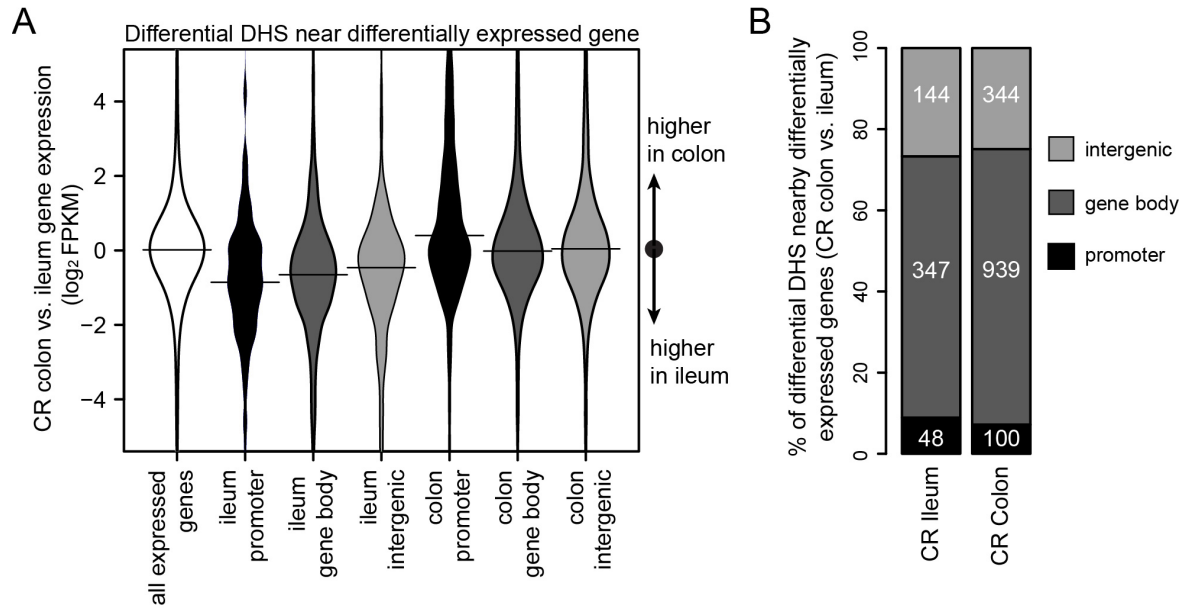 A
Differential DHS near differentially expressed gene
CR colon vs. ileum gene expression
(log₂ FPKM)
4
2
0
−2
−4
all expressed
genes
ileum
promoter
ileum
gene body
ileum
intergenic
colon
promoter
colon
gene body
colon
intergenic
higher
in colon
higher
in ileum
B
% of differential DHS nearby differentially
expressed genes (CR colon vs. ileum)
100
80
60
40
20
0
144
344
347
939
48
100
CR Ileum
CR Colon
intergenic
gene body
promoter